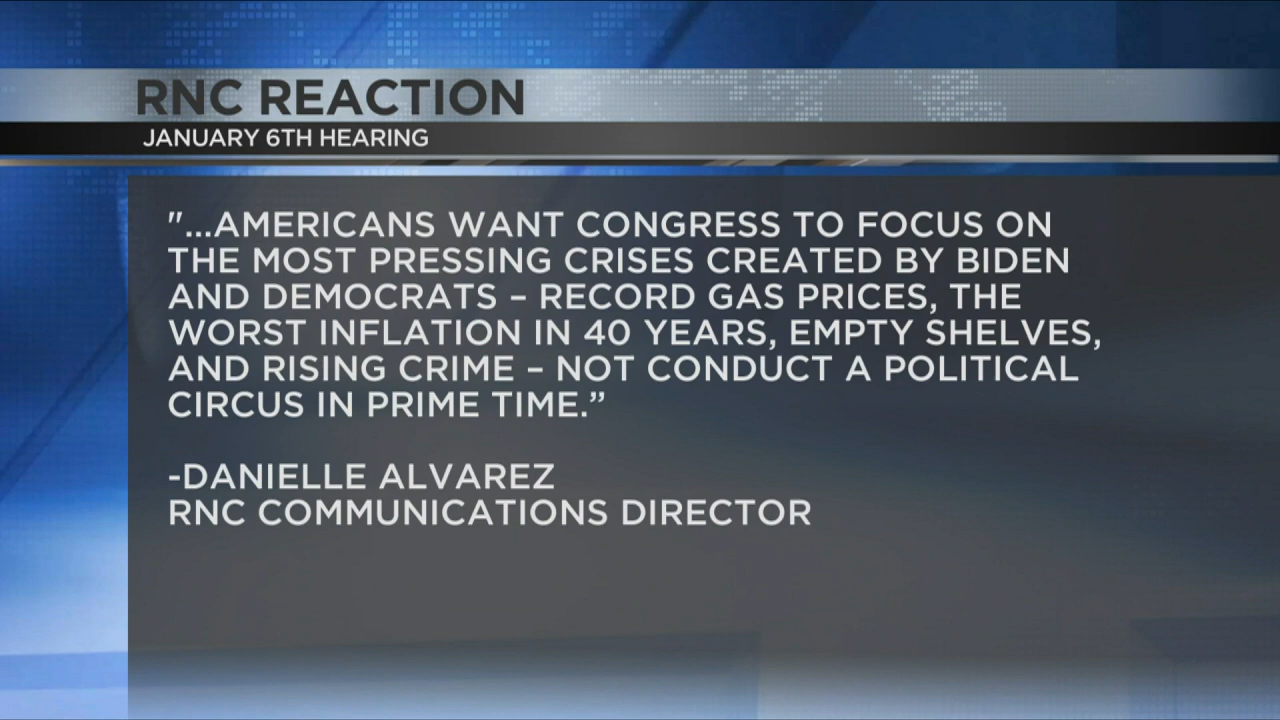 RNC REACTION
JANUARY 6TH HEARING
"...AMERICANS WANT CONGRESS TO FOCUS ON
THE MOST PRESSING CRISES CREATED BY BIDEN
AND DEMOCRATS – RECORD GAS PRICES, THE
WORST INFLATION IN 40 YEARS, EMPTY SHELVES,
AND RISING CRIME – NOT CONDUCT A POLITICAL
CIRCUS IN PRIME TIME.”
-DANIELLE ALVAREZ
RNC COMMUNICATIONS DIRECTOR